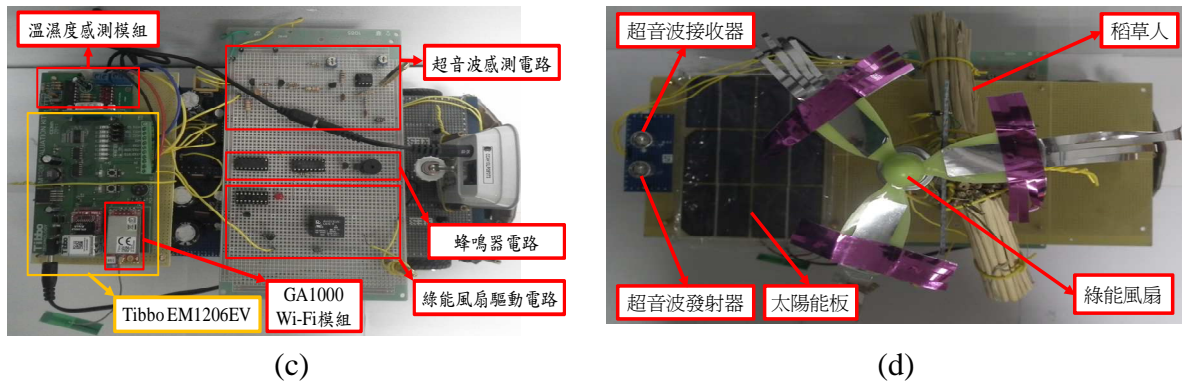 溫濕度感測模組
超音波感測電路
蜂鳴器電路
綠能風扇驅動電路
GA1000
Wi-Fi模組
Tibbo EM1206EV
Tibbo
(c)
超音波接收器
稻草人
超音波發射器
太陽能板
綠能風扇
(d)